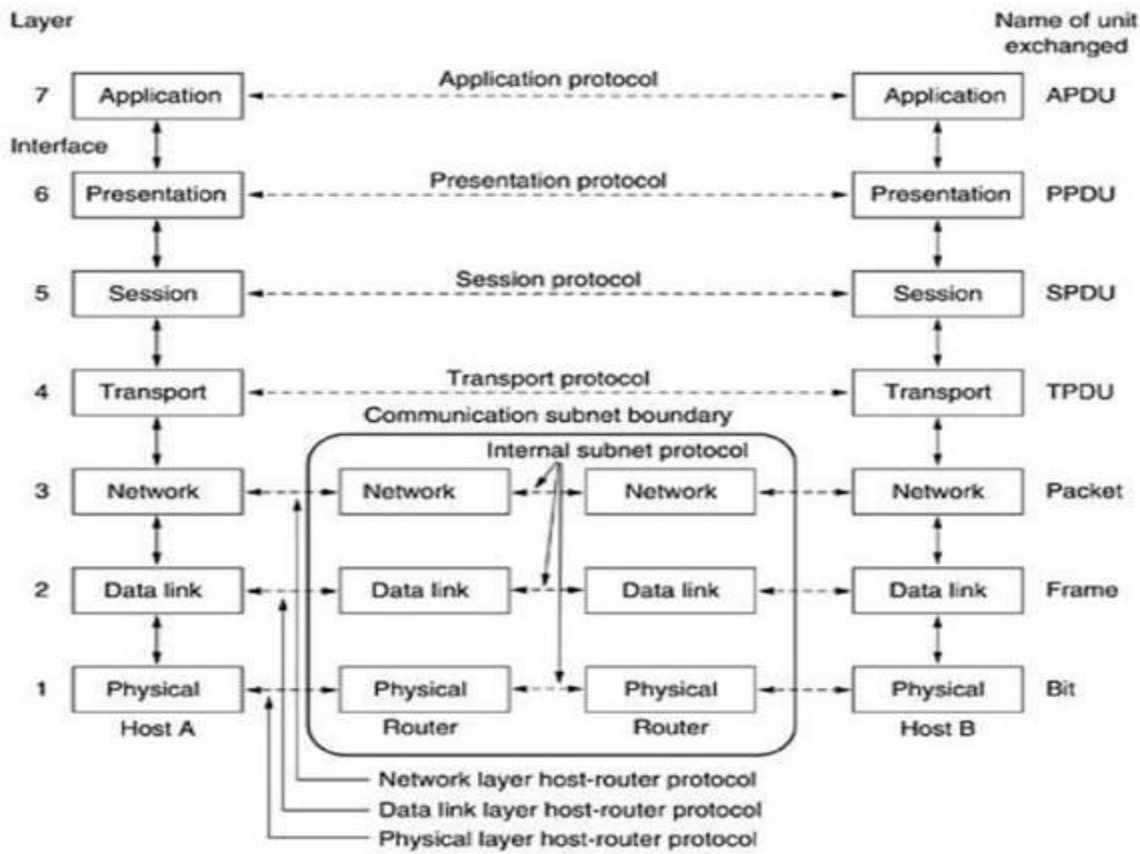 Layer
Name of unit
exchanged
Application protocol
7 Application Application APDU
Interface
Presentation protocol
6 Presentation Presentation PPDU
Session protocol
5 Session Session SPDU
Transport protocol
4 Transport Transport TPDU
Communication subnet boundary
Internal subnet protocol
3 Network Network Network Network Packet
2 Data link Data link Data link Data link Frame
1 Physical Physical Physical Physical Bit
Host A Router Router Host B
Network layer host-router protocol
Data link layer host-router protocol
Physical layer host-router protocol